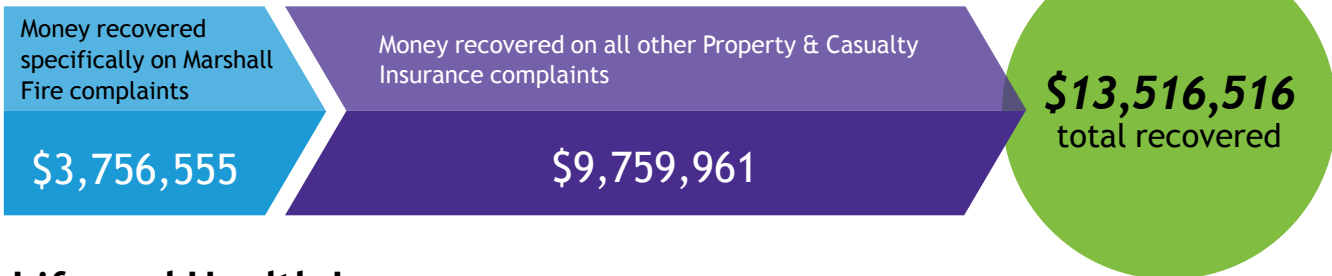 Money recovered
specifically on Marshall
Fire complaints
$3,756,555
Money recovered on all other Property & Casualty
Insurance complaints
$9,759,961
$13,516,516
total recovered